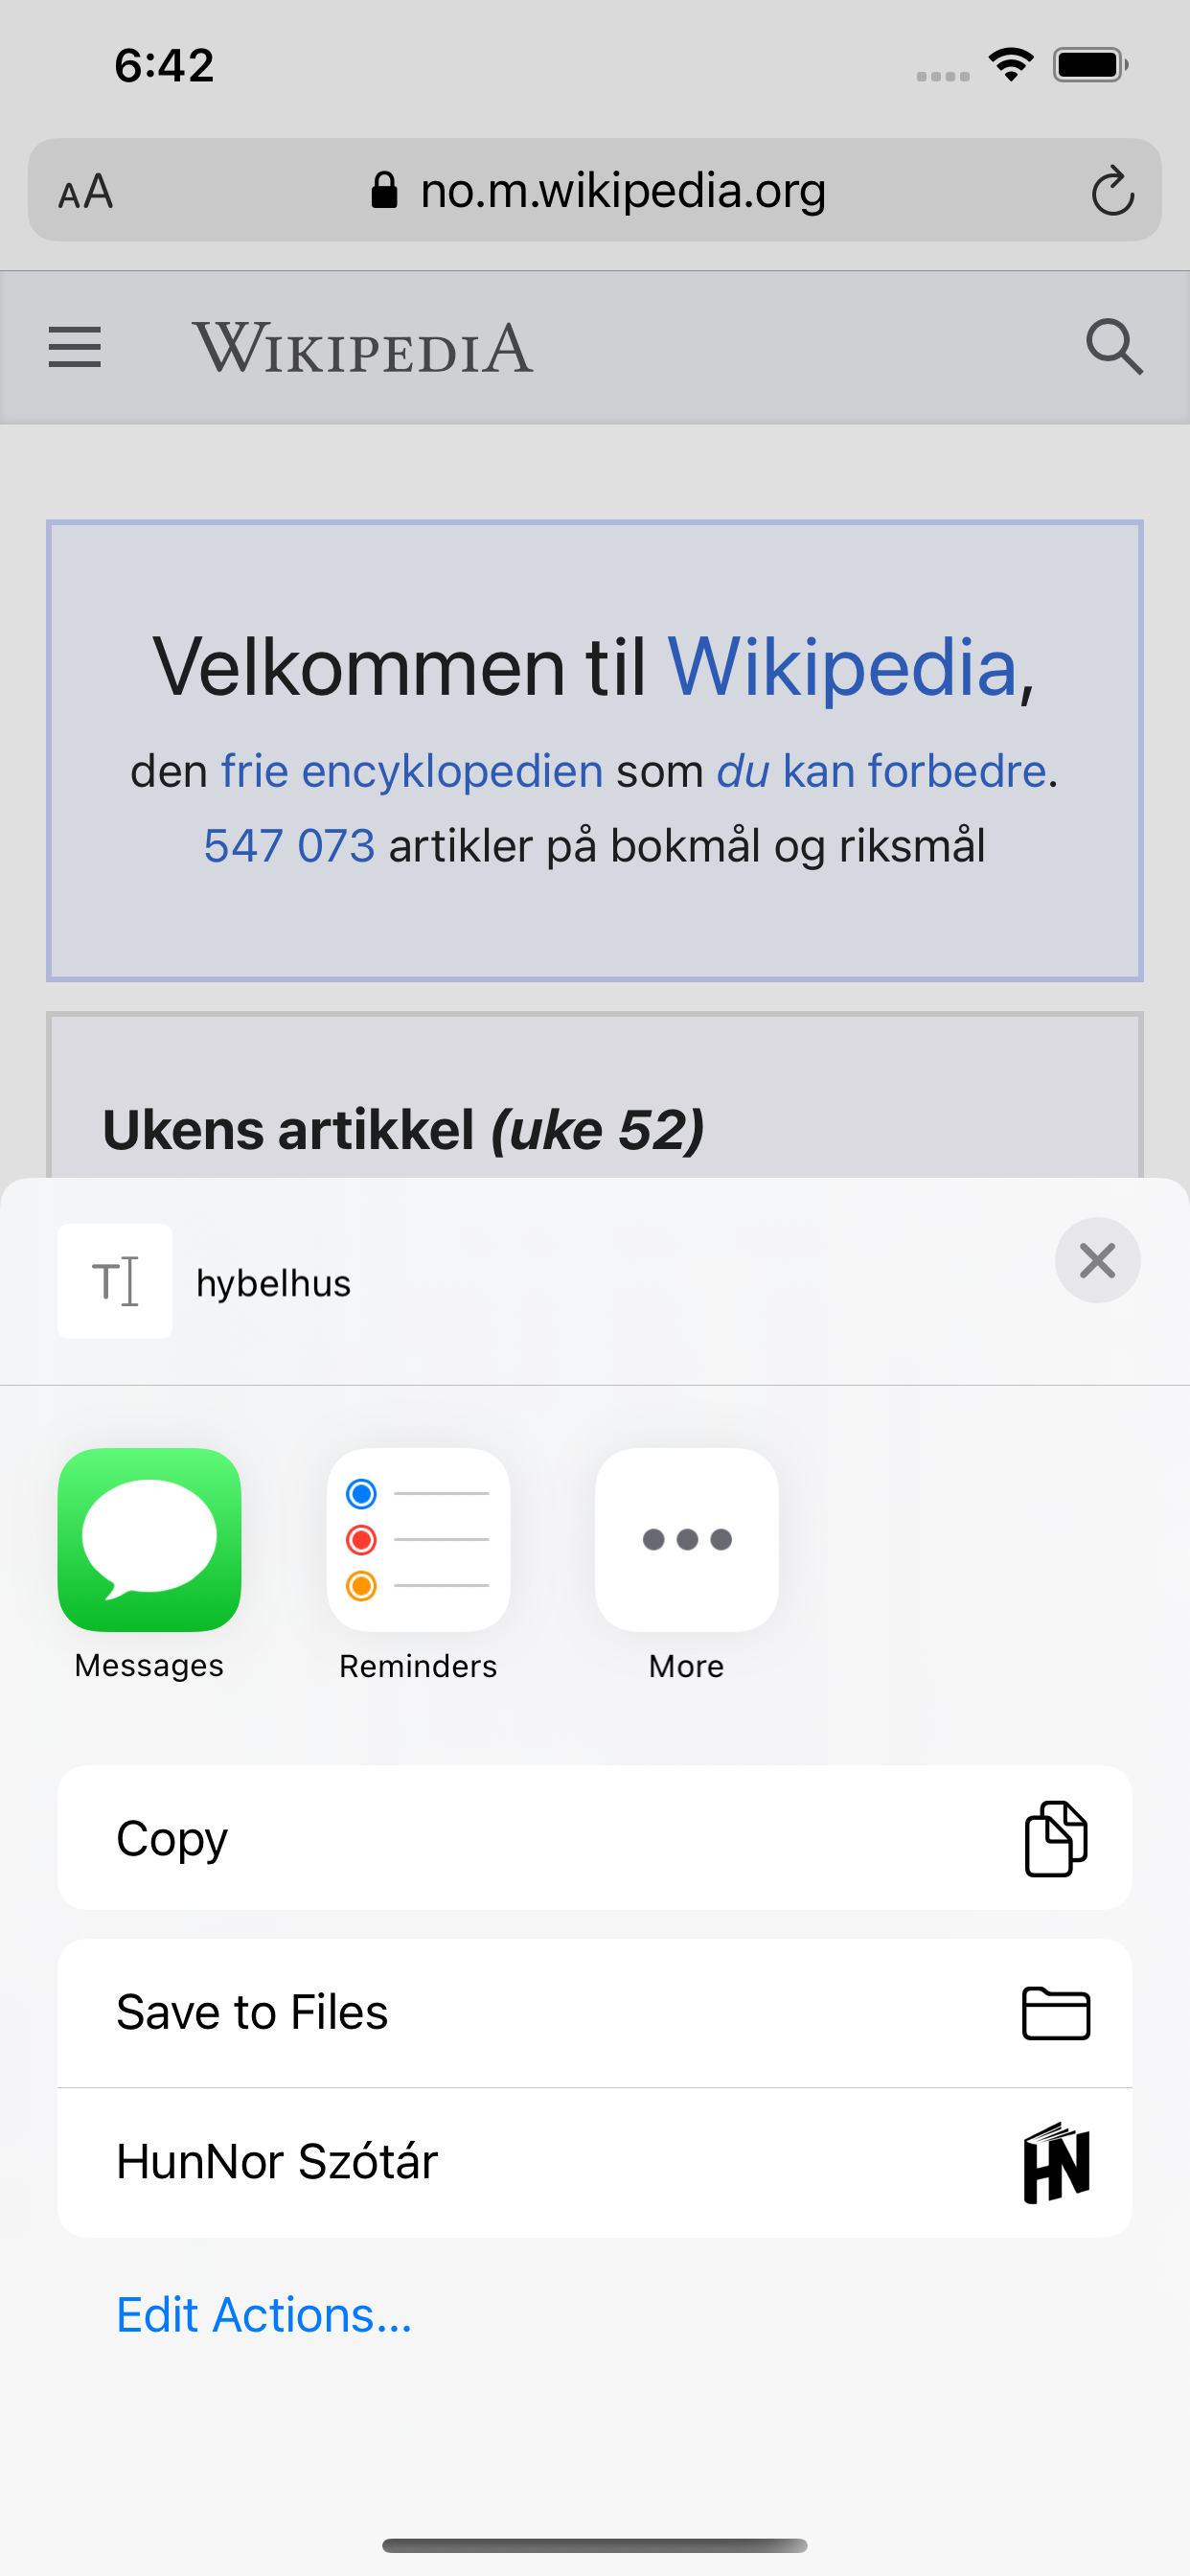 6:42
AA
no.m.wikipedia.org
WIKIPEDIA
Velkommen til Wikipedia,
den frie encyklopedien som du kan forbedre.
547 073 artikler på bokmål og riksmål
Ukens artikkel (uke 52)
T
hybelhus
Messages
Reminders
More
Copy
Save to Files
HunNor Szótár
HN
Edit Actions...